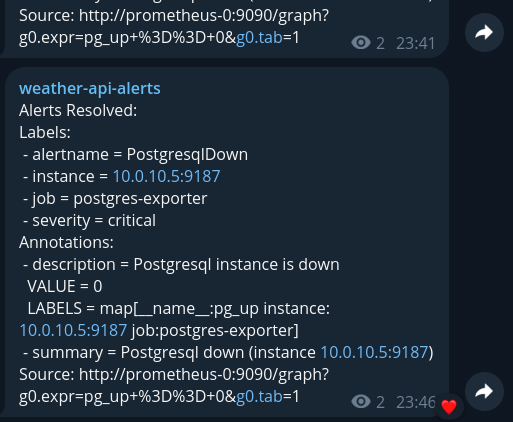 Source: http://prometheus-0:9090/graph?
g0.expr=pg_up+%3D%3D+0&g0.tab=1
2 23:41
weather-api-alerts
Alerts Resolved:
Labels:
- alertname = PostgresqlDown
- instance = 10.0.10.5:9187
- job = postgres-exporter
- severity = critical
Annotations:
- description = Postgresql instance is down
VALUE = 0
LABELS = map[__name__:pg_up instance:
10.0.10.5:9187 job:postgres-exporter]
- summary = Postgresql down (instance 10.0.10.5:9187)
Source: http://prometheus-0:9090/graph?
g0.expr=pg_up+%3D%3D+0&g0.tab=1
2 23:46